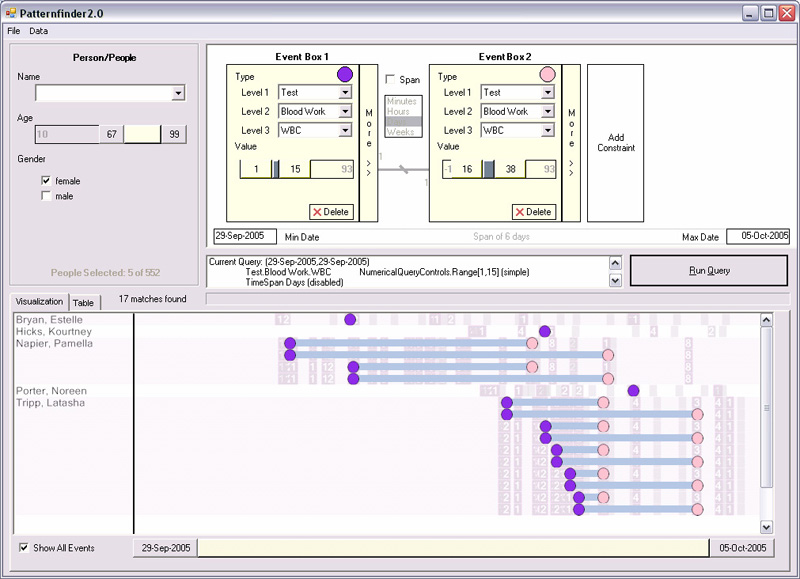 Patternfinder2.0
File Data
Person/People
Name
Age
10 67 99
Gender
female
male
People Selected: 5 of 552
Event Box 1
Type
Level 1 Test
Level 2 Blood Work
Level 3 WBC
Value
1 15 93
Delete
More >>
Span
Minutes
Hours
Weeks
1
1
Event Box 2
Type
Level 1 Test
Level 2 Blood Work
Level 3 WBC
Value
-1 16 38 93
Delete
More >>
Add
Constraint
29-Sep-2005 Min Date Span of 6 days Max Date 05-Oct-2005
Current Query: (29-Sep-2005,29-Sep-2005)
Test.Blood Work.WBC NumericalQueryControls.Range[1,15] (simple)
TimeSpan Days (disabled)
Run Query
Visualization Table 17 matches found
Bryan, Estelle
Hicks, Kourtney
Napier, Pamella
Porter, Noreen
Tripp, Latasha
Show All Events 29-Sep-2005 05-Oct-2005